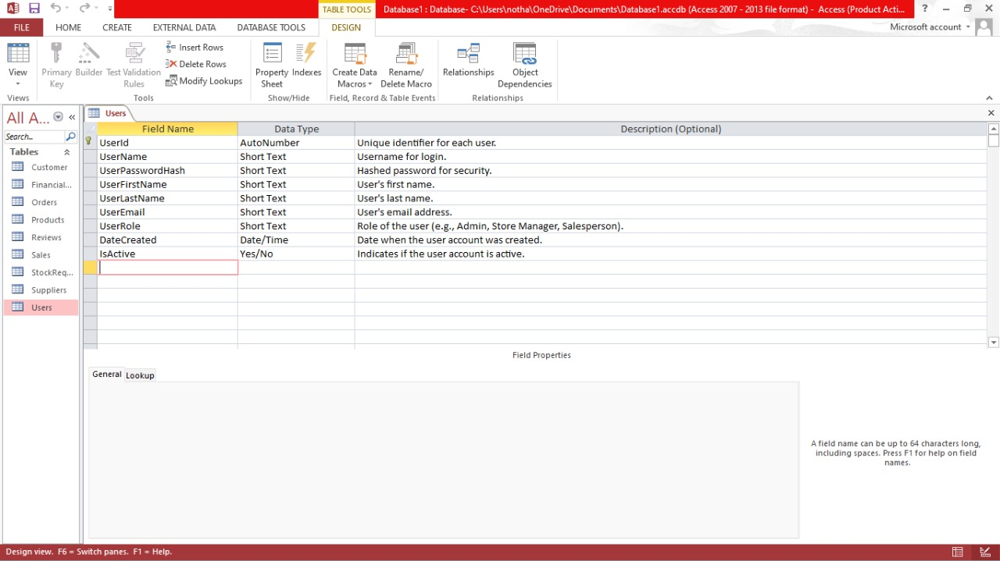 TABLE TOOLS
Database1 : Database- C:\Users\notha\OneDrive\Documents\Database1.accdb (Access 2007 - 2013 file format) - Access (Product Acti...
?
FILE HOME CREATE EXTERNAL DATA DATABASE TOOLS DESIGN
Microsoft account
View
Primary Key
Builder
Test Validation Rules
Insert Rows
Delete Rows
Modify Lookups
Property Sheet
Indexes
Create Data Macros
Rename/ Delete Macro
Relationships
Object Dependencies
Views Tools Show/Hide Field, Record & Table Events Relationships
All A...
Search...
Tables
Customer
Financial...
Orders
Products
Reviews
Sales
StockReq...
Suppliers
Users
Users
Field Name Data Type Description (Optional)
UserId AutoNumber Unique identifier for each user.
UserName Short Text Username for login.
UserPasswordHash Short Text Hashed password for security.
UserFirstName Short Text User's first name.
UserLastName Short Text User's last name.
UserEmail Short Text User's email address.
UserRole Short Text Role of the user (e.g., Admin, Store Manager, Salesperson).
DateCreated Date/Time Date when the user account was created.
IsActive Yes/No Indicates if the user account is active.
Field Properties
General Lookup
A field name can be up to 64 characters long,
including spaces. Press F1 for help on field
names.
Design view. F6 = Switch panes. F1 = Help.